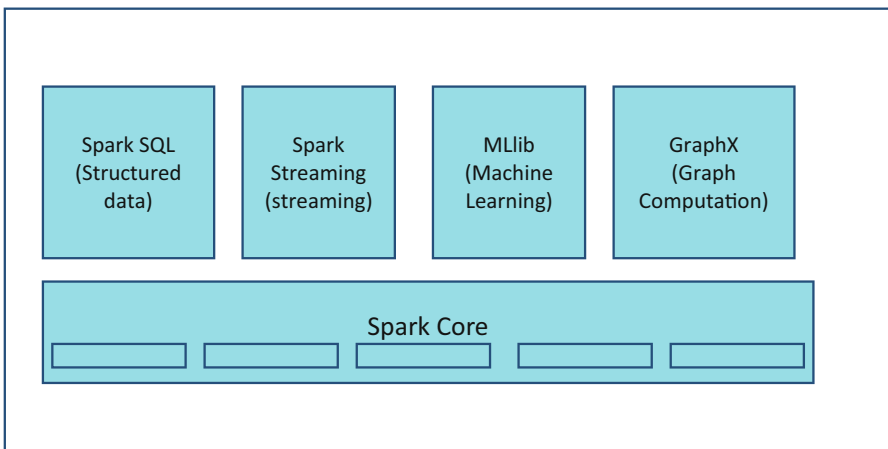 Spark SQL
(Structured
data)
Spark
Streaming
(streaming)
MLlib
(Machine
Learning)
GraphX
(Graph
Computation)
Spark Core